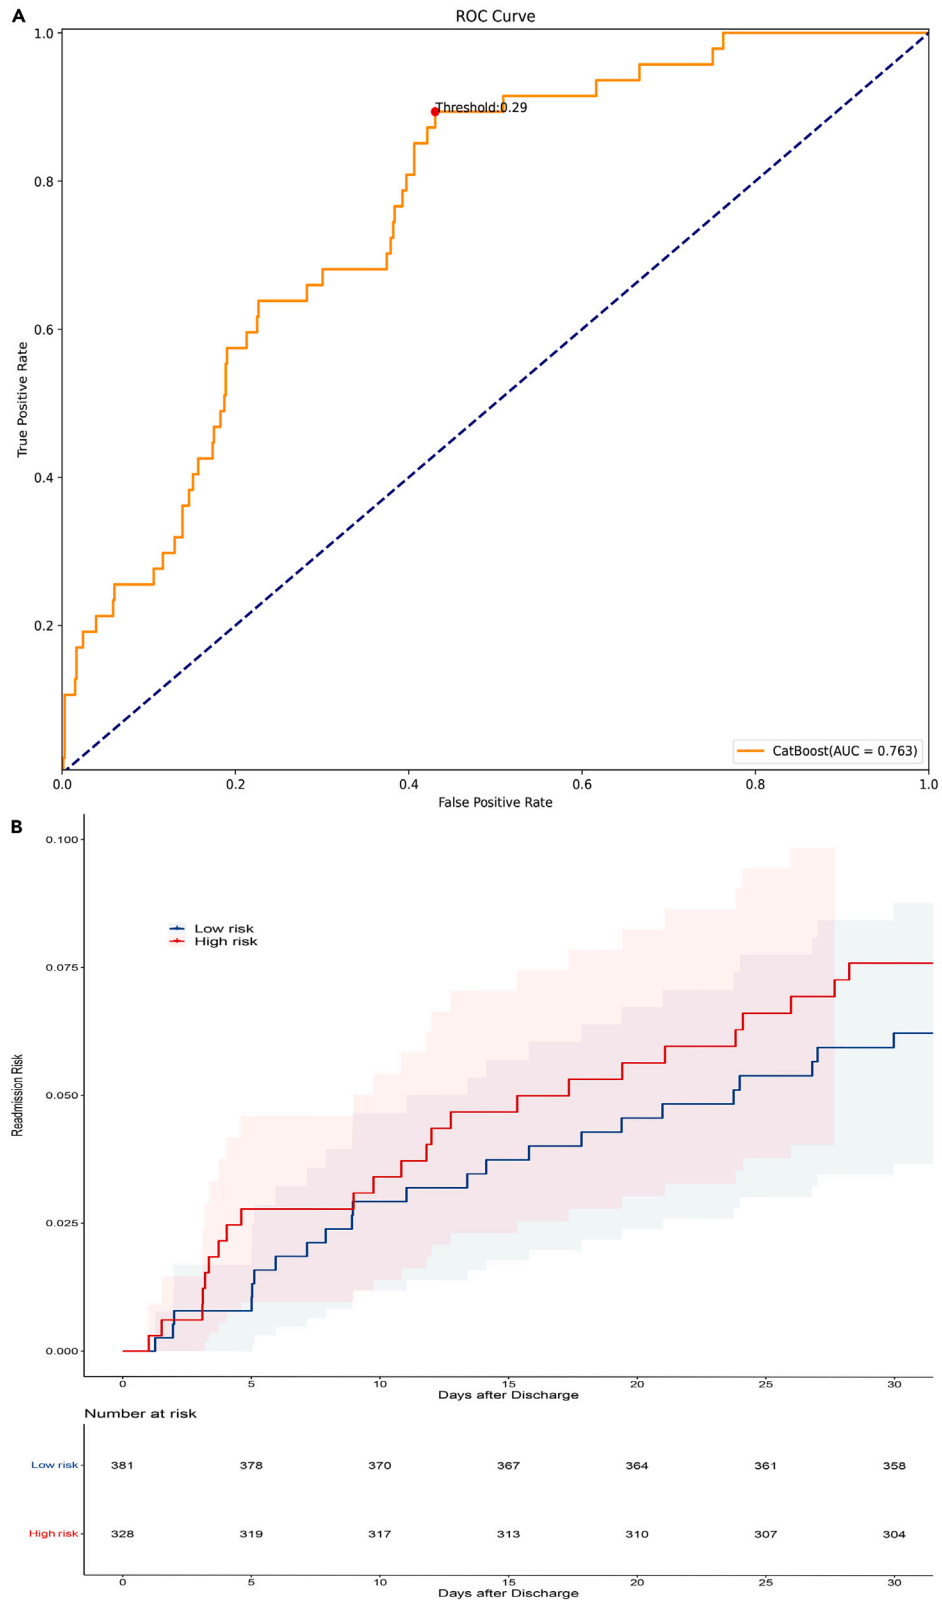 A
ROC Curve
1.0
0.8
0.6
0.4
0.2
True Positive Rate
Threshold:0.29
CatBoost(AUC = 0.763)
0.0 0.2 0.4 0.6 0.8 1.0
False Positive Rate
B
0.100
0.075
0.050
0.025
0.000
Readmission Risk
Low risk
High risk
0 5 10 15 20 25 30
Days after Discharge
Number at risk
Low risk 381 378 370 367 364 361 358
High risk 328 319 317 313 310 307 304
0 5 10 15 20 25 30
Days after Discharge